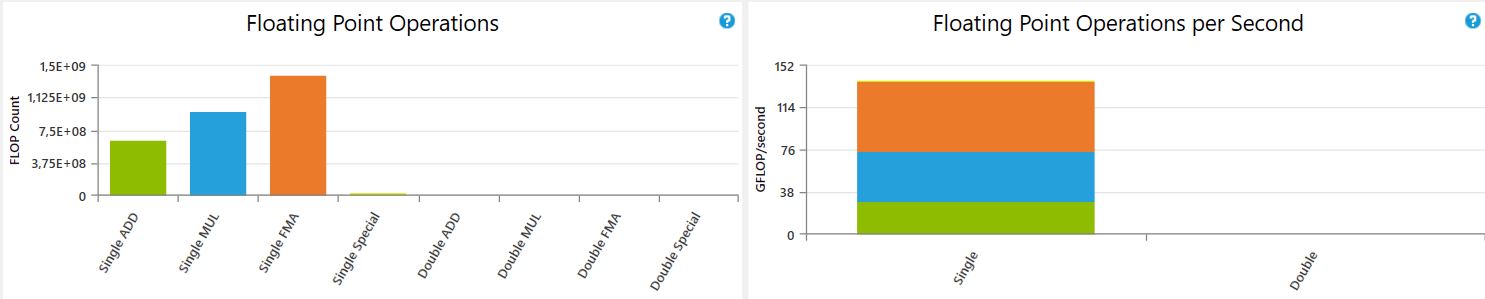 Floating Point Operations
?
1,5E+09
1,125E+09
7,5E+08
3,75E+08
0
FLOP Count
Single ADD
Single MUL
Single FMA
Single Special
Double ADD
Double MUL
Double FMA
Double Special
Floating Point Operations per Second
?
152
114
76
38
0
GFLOP/second
Single
Double